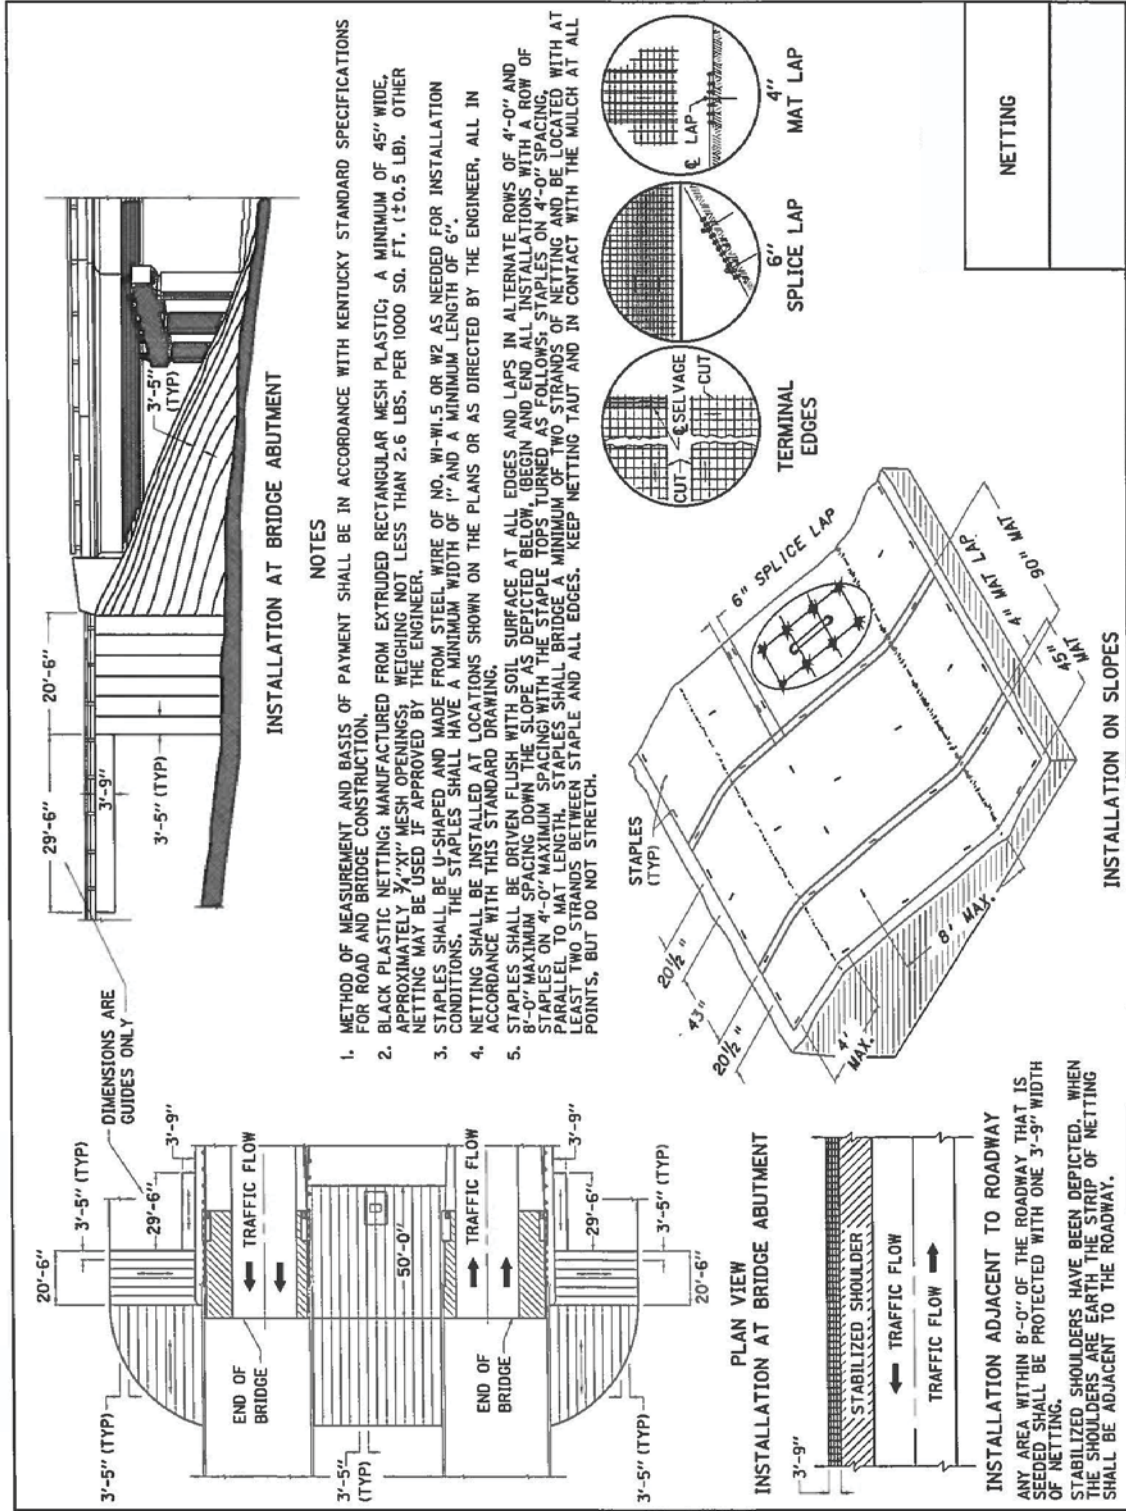 20'-6"
3'-5" (TYP)
29'-6"
3'-9"
DIMENSIONS ARE
GUIDES ONLY
3'-5" (TYP)
END OF
BRIDGE
TRAFFIC FLOW
3'-5"
(TYP)
50'-0"
END OF
BRIDGE
TRAFFIC FLOW
3'-9"
29'-6"
3'-5" (TYP)
3'-5" (TYP)
20'-6"
PLAN VIEW
INSTALLATION AT BRIDGE ABUTMENT
29'-6"
20'-6"
3'-9"
3'-5" (TYP)
3'-5"
(TYP)
INSTALLATION AT BRIDGE ABUTMENT
NOTES
1. METHOD OF MEASUREMENT AND BASIS OF PAYMENT SHALL BE IN ACCORDANCE WITH KENTUCKY STANDARD SPECIFICATIONS
FOR ROAD AND BRIDGE CONSTRUCTION.
2. BLACK PLASTIC NETTING: MANUFACTURED FROM EXTRUDED RECTANGULAR MESH PLASTIC; A MINIMUM OF 45" WIDE,
APPROXIMATELY 3/4"X1" MESH OPENINGS; WEIGHING NOT LESS THAN 2.6 LBS. PER 1000 SQ. FT. (±0.5 LB). OTHER
NETTING MAY BE USED IF APPROVED BY THE ENGINEER.
3. STAPLES SHALL BE U-SHAPED AND MADE FROM STEEL WIRE OF NO. W1-W1.5 OR W2 AS NEEDED FOR INSTALLATION
CONDITIONS. THE STAPLES SHALL HAVE A MINIMUM WIDTH OF 1" AND A MINIMUM LENGTH OF 6".
4. NETTING SHALL BE INSTALLED AT LOCATIONS SHOWN ON THE PLANS OR AS DIRECTED BY THE ENGINEER, ALL IN
ACCORDANCE WITH THIS STANDARD DRAWING.
5. STAPLES SHALL BE DRIVEN FLUSH WITH SOIL SURFACE AT ALL EDGES AND LAPS IN ALTERNATE ROWS OF 4'-0" AND
8'-0" MAXIMUM SPACING DOWN THE SLOPE AS DEPICTED BELOW. (BEGIN AND END ALL INSTALLATIONS WITH A ROW OF
STAPLES ON 4'-0" MAXIMUM SPACING) WITH THE STAPLE TOPS TURNED AS FOLLOWS: STAPLES ON 4'-0" SPACING,
PARALLEL TO MAT LENGTH. STAPLES SHALL BRIDGE A MINIMUM OF TWO STRANDS OF NETTING AND BE LOCATED WITH AT
LEAST TWO STRANDS BETWEEN STAPLE AND ALL EDGES. KEEP NETTING TAUT AND IN CONTACT WITH THE MULCH AT ALL
POINTS, BUT DO NOT STRETCH.
3'-9"
STABILIZED SHOULDER
TRAFFIC FLOW
TRAFFIC FLOW
INSTALLATION ADJACENT TO ROADWAY
ANY AREA WITHIN 8'-0" OF THE ROADWAY THAT IS
SEEDED SHALL BE PROTECTED WITH ONE 3'-9" WIDTH
OF NETTING.
STABILIZED SHOULDERS HAVE BEEN DEPICTED. WHEN
THE SHOULDERS ARE EARTH THE STRIP OF NETTING
SHALL BE ADJACENT TO THE ROADWAY.
STAPLES
(TYP)
20½"
43"
20½"
4'
MAX.
8' MAX.
6" SPLICE LAP
45"
MAT
4" MAT LAP
90" MAT
INSTALLATION ON SLOPES
CUT
℄ SELVAGE
CUT
TERMINAL
EDGES
6"
SPLICE LAP
℄ LAP
4"
MAT LAP
NETTING